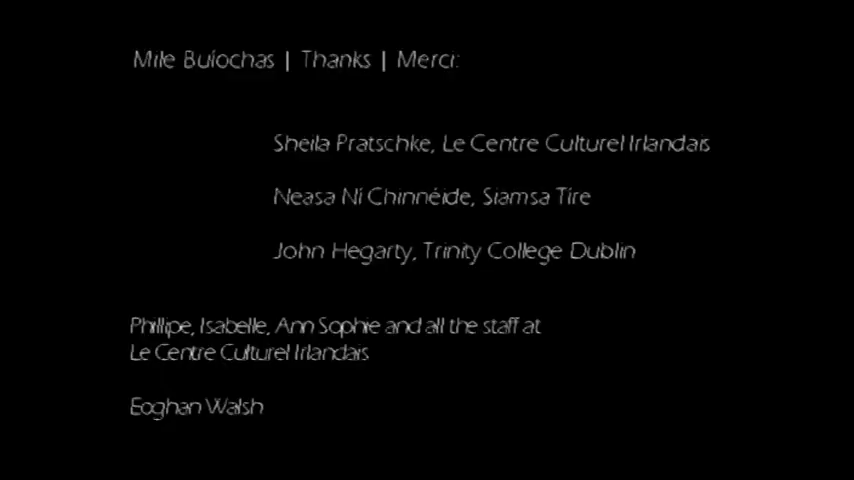 Mile Buíochas | Thanks | Merci:
Sheila Pratschke, Le Centre Culturel Irlandais
Neasa Ní Chinnéide, Siamsa Tíre
John Hegarty, Trinity College Dublin
Phillipe, Isabelle, Ann Sophie and all the staff at
Le Centre Culturel Irlandais
Eoghan Walsh